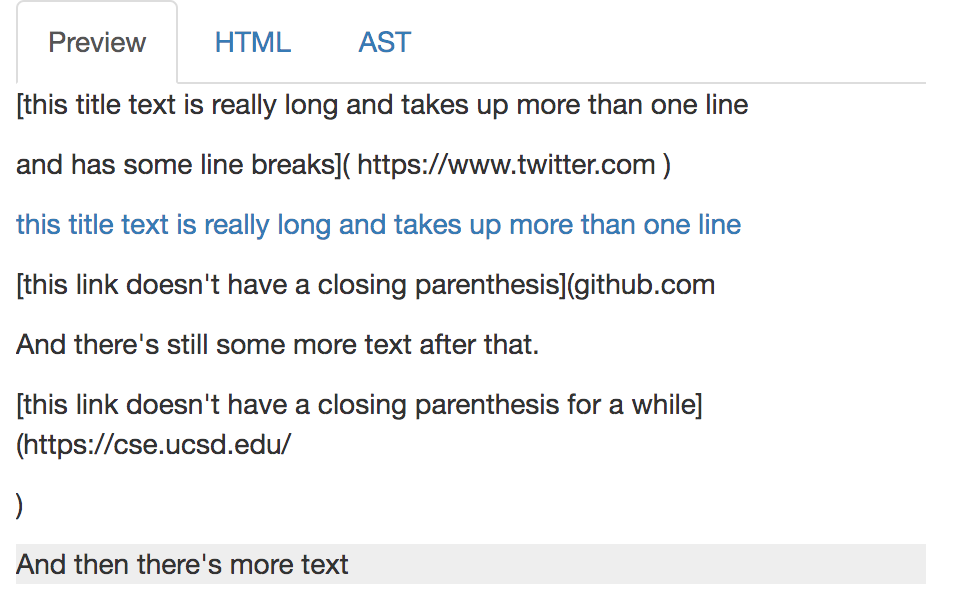 Preview HTML AST
[this title text is really long and takes up more than one line
and has some line breaks]( https://www.twitter.com )
this title text is really long and takes up more than one line
[this link doesn't have a closing parenthesis](github.com
And there's still some more text after that.
[this link doesn't have a closing parenthesis for a while]
(https://cse.ucsd.edu/
)
And then there's more text